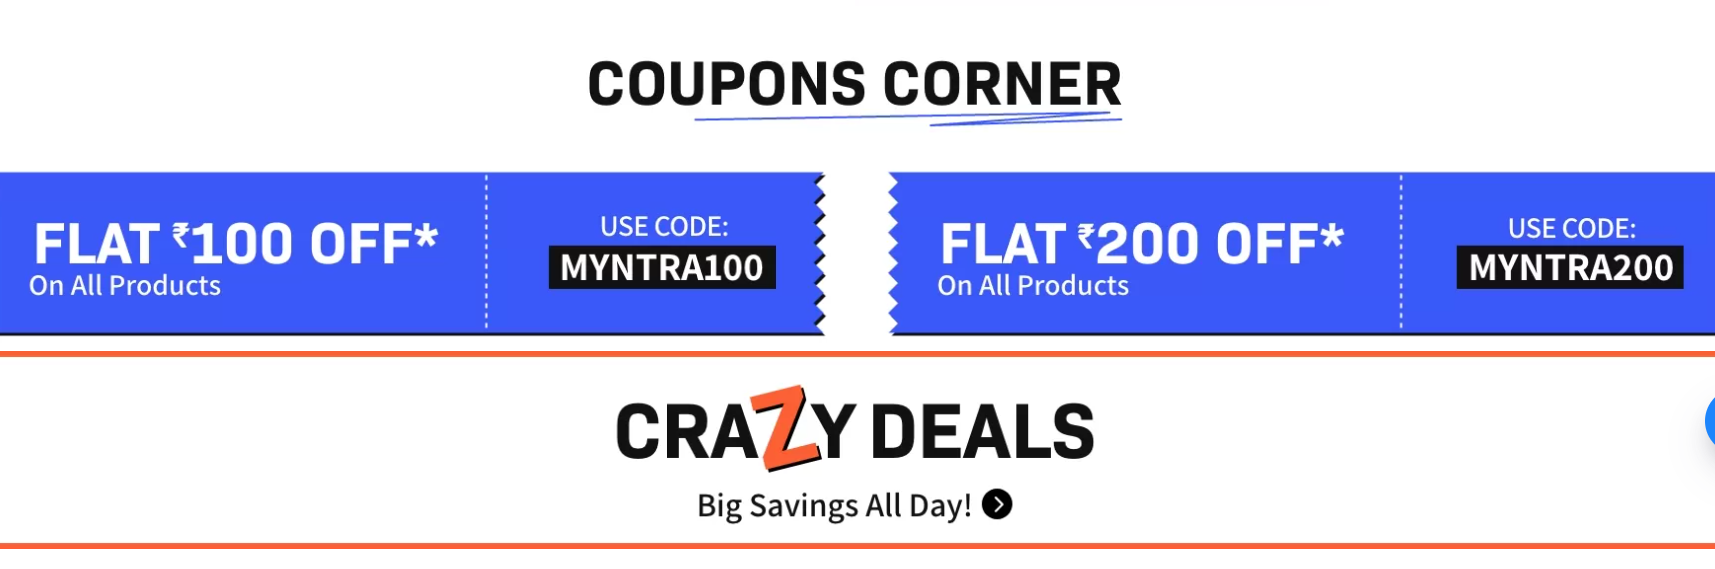 COUPONS CORNER
FLAT ₹100 OFF*
On All Products
USE CODE:
MYNTRA100
FLAT ₹200 OFF*
On All Products
USE CODE:
MYNTRA200
CRAZY DEALS
Big Savings All Day!